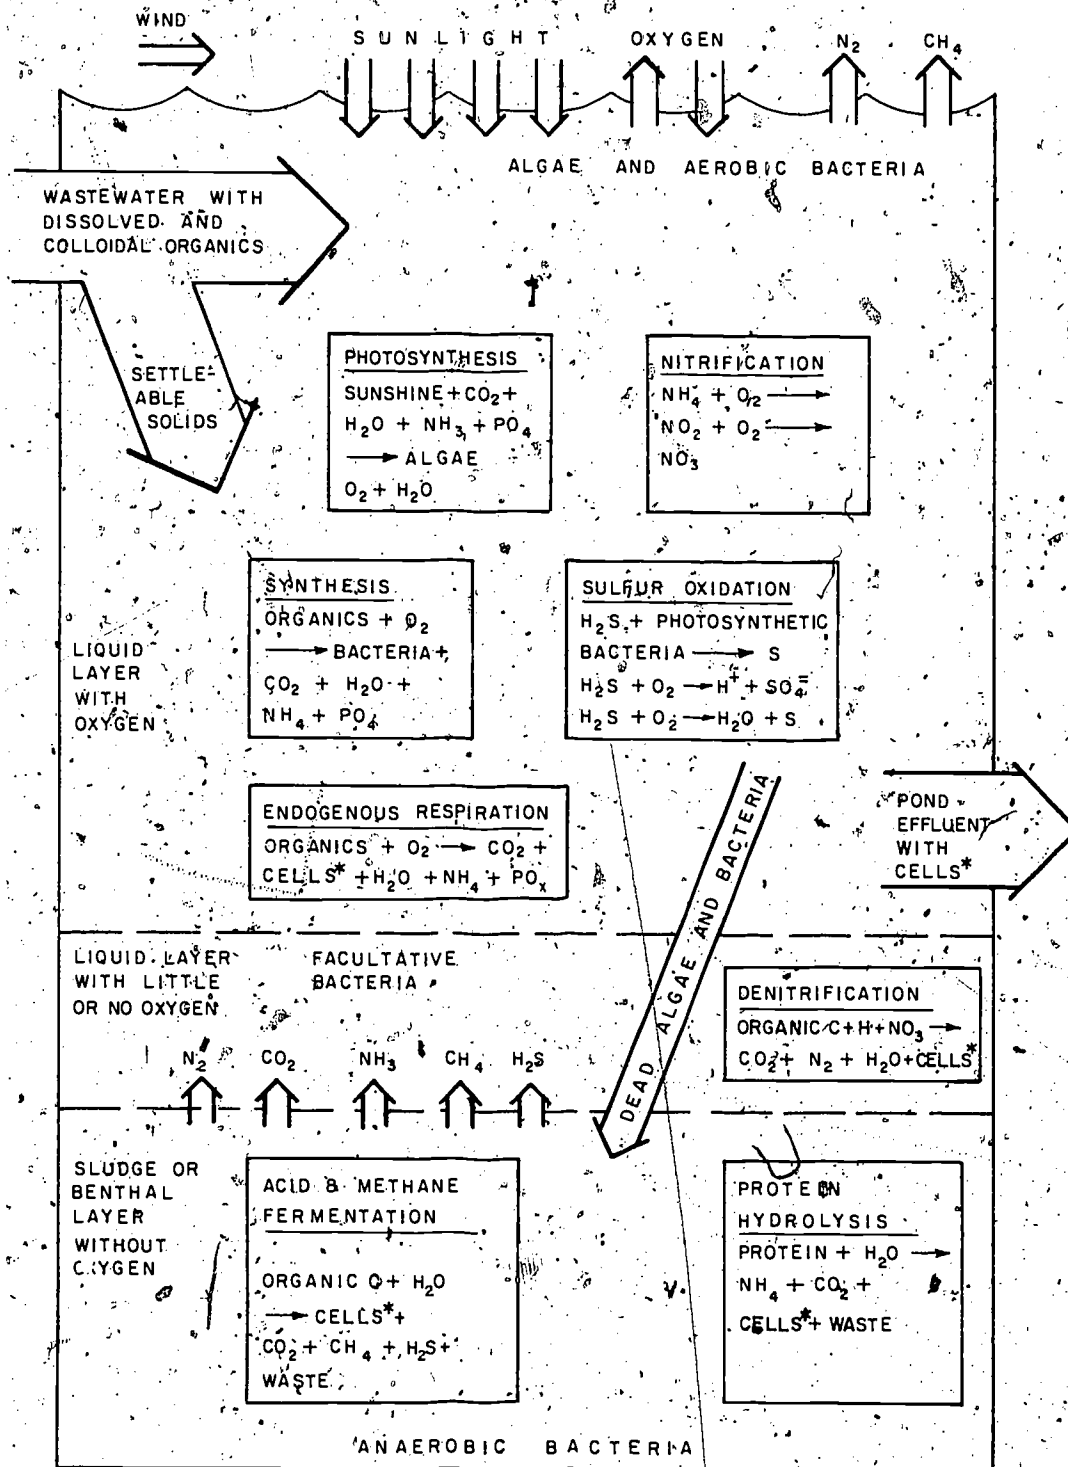 WIND
SUNLIGHT OXYGEN N₂ CH₄
ALGAE AND AEROBIC BACTERIA
WASTEWATER WITH
DISSOLVED AND
COLLOIDAL ORGANICS
SETTLE-
ABLE
SOLIDS
PHOTOSYNTHESIS
SUNSHINE + CO₂ +
H₂O + NH₃ + PO₄
→ ALGAE
O₂ + H₂O
NITRIFICATION
NH₄ + O₂ →
NO₂ + O₂ →
NO₃
LIQUID
LAYER
WITH
OXYGEN
SYNTHESIS
ORGANICS + O₂
→ BACTERIA +
CO₂ + H₂O +
NH₄ + PO₄
SULFUR OXIDATION
H₂S + PHOTOSYNTHETIC
BACTERIA → S
H₂S + O₂ → H⁺ + SO₄⁼
H₂S + O₂ → H₂O + S
ENDOGENOUS RESPIRATION
ORGANICS + O₂ → CO₂ +
CELLS* + H₂O + NH₄ + POₓ
DEAD ALGAE AND BACTERIA
POND
EFFLUENT
WITH
CELLS*
LIQUID LAYER
WITH LITTLE
OR NO OXYGEN
FACULTATIVE
BACTERIA
DENITRIFICATION
ORGANIC C + H + NO₃ →
CO₂ + N₂ + H₂O + CELLS*
N₂ CO₂ NH₃ CH₄ H₂S
SLUDGE OR
BENTHAL
LAYER
WITHOUT
OXYGEN
ACID & METHANE
FERMENTATION
ORGANIC C + H₂O
→ CELLS* +
CO₂ + CH₄ + H₂S +
WASTE
PROTEIN
HYDROLYSIS
PROTEIN + H₂O →
NH₄ + CO₂ +
CELLS* + WASTE
ANAEROBIC BACTERIA